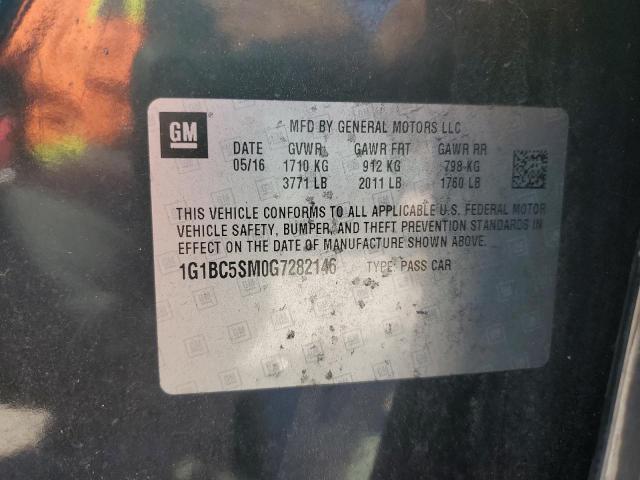 GM
MFD BY GENERAL MOTORS LLC
DATE GVWR GAWR FRT GAWR RR
05/16 1710 KG 912 KG 798 KG
3771 LB 2011 LB 1760 LB
THIS VEHICLE CONFORMS TO ALL APPLICABLE U.S. FEDERAL MOTOR
VEHICLE SAFETY, BUMPER, AND THEFT PREVENTION STANDARDS IN
EFFECT ON THE DATE OF MANUFACTURE SHOWN ABOVE.
1G1BC5SM0G7282146 TYPE: PASS CAR